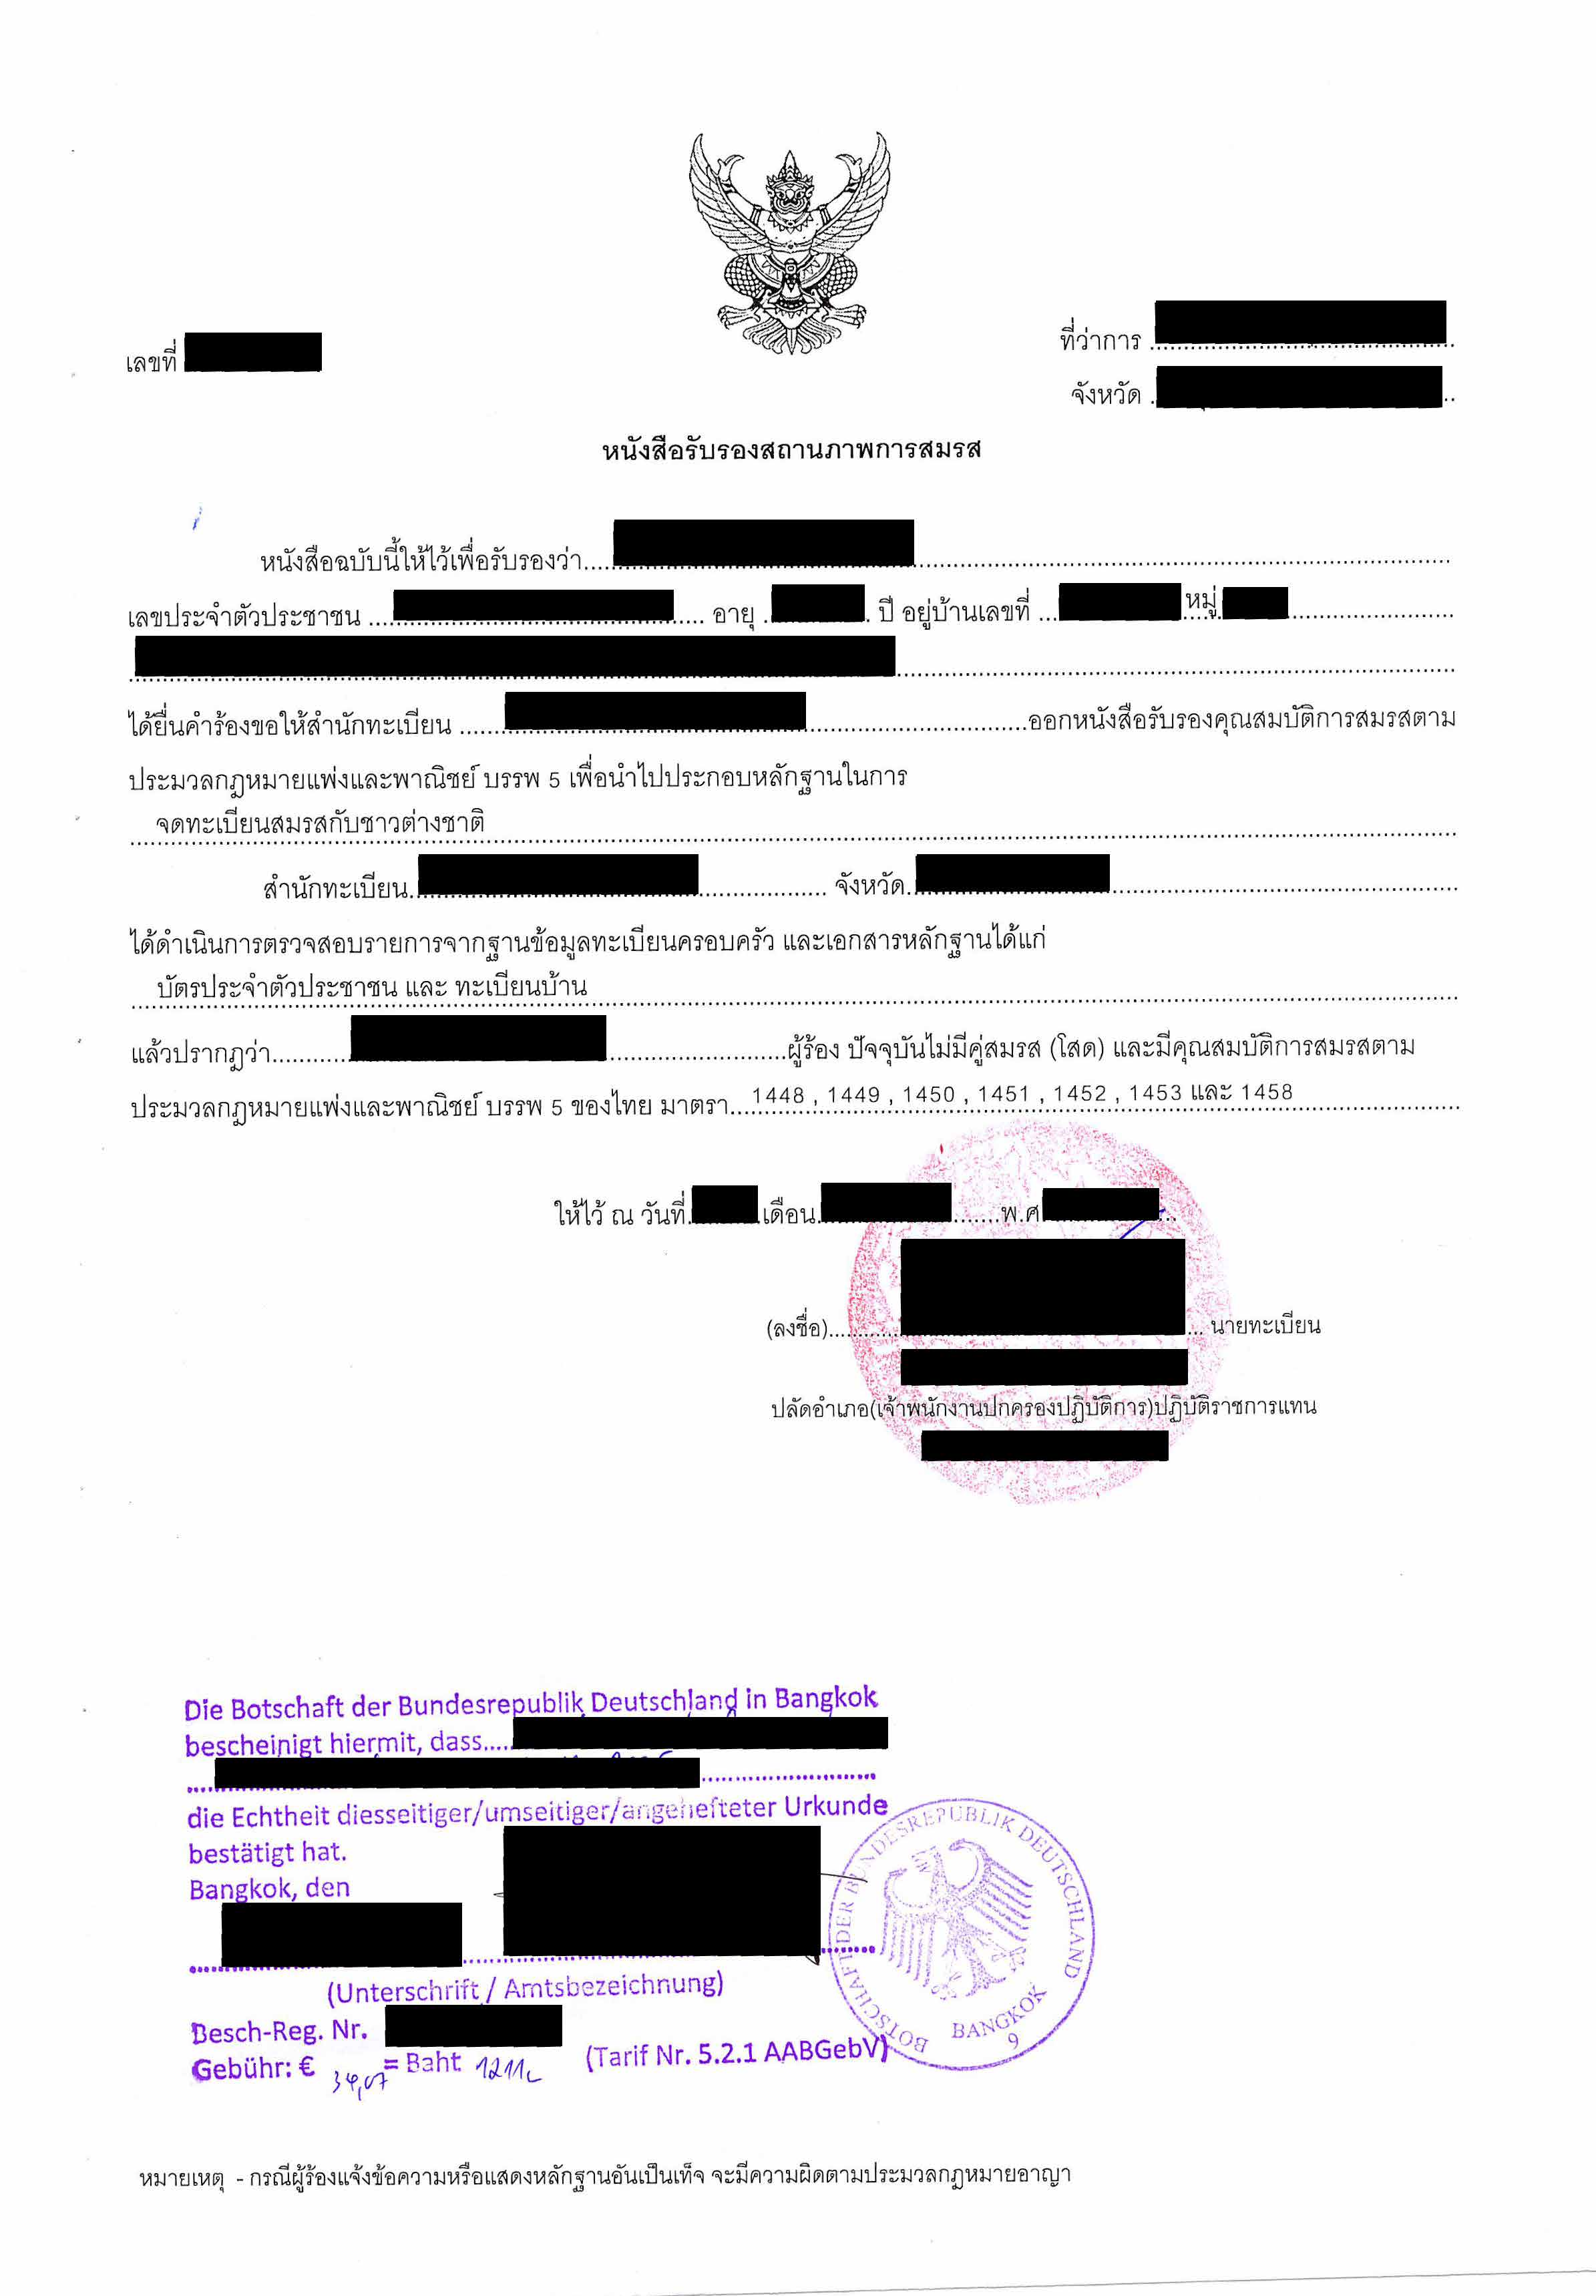 เลขที่
ที่ว่าการ
จังหวัด
หนังสือรับรองสถานภาพการสมรส
หนังสือฉบับนี้ให้ไว้เพื่อรับรองว่า
เลขประจำตัวประชาชน อายุ ปี อยู่บ้านเลขที่ หมู่
ได้ยื่นคำร้องขอให้สำนักทะเบียน ออกหนังสือรับรองคุณสมบัติการสมรสตาม
ประมวลกฎหมายแพ่งและพาณิชย์ บรรพ 5 เพื่อนำไปประกอบหลักฐานในการ
จดทะเบียนสมรสกับชาวต่างชาติ
สำนักทะเบียน จังหวัด
ได้ดำเนินการตรวจสอบรายการจากฐานข้อมูลทะเบียนครอบครัว และเอกสารหลักฐานได้แก่
บัตรประจำตัวประชาชน และ ทะเบียนบ้าน
แล้วปรากฏว่า ผู้ร้อง ปัจจุบันไม่มีคู่สมรส (โสด) และมีคุณสมบัติการสมรสตาม
ประมวลกฎหมายแพ่งและพาณิชย์ บรรพ 5 ของไทย มาตรา 1448 , 1449 , 1450 , 1451 , 1452 , 1453 และ 1458
ให้ไว้ ณ วันที่ เดือน พ.ศ
(ลงชื่อ) นายทะเบียน
ปลัดอำเภอ(เจ้าพนักงานปกครองปฏิบัติการ)ปฏิบัติราชการแทน
Die Botschaft der Bundesrepublik Deutschland in Bangkok
bescheinigt hiermit, dass
die Echtheit diesseitiger/umseitiger/angehefteter Urkunde
bestätigt hat.
Bangkok, den
(Unterschrift / Amtsbezeichnung)
Besch-Reg. Nr.
Gebühr: € 34,07 = Baht 1211,- (Tarif Nr. 5.2.1 AABGebV)
BOTSCHAFT DER BUNDESREPUBLIK DEUTSCHLAND
BANGKOK
9
หมายเหตุ - กรณีผู้ร้องแจ้งข้อความหรือแสดงหลักฐานอันเป็นเท็จ จะมีความผิดตามประมวลกฎหมายอาญา